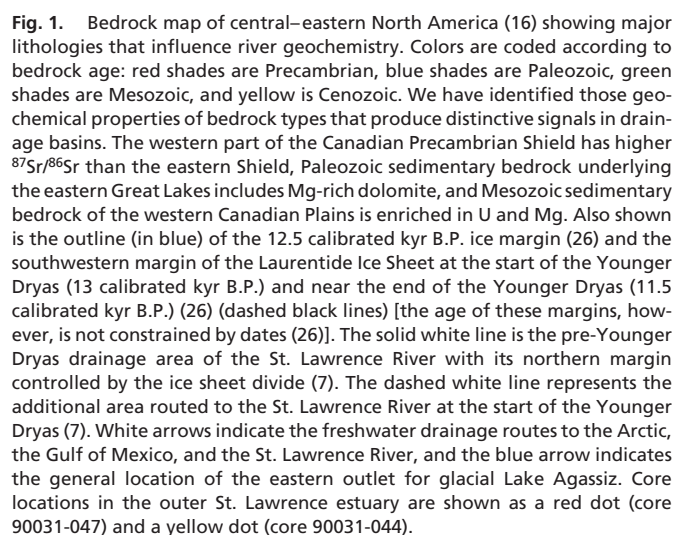 Fig. 1. Bedrock map of central–eastern North America (16) showing major
lithologies that influence river geochemistry. Colors are coded according to
bedrock age: red shades are Precambrian, blue shades are Paleozoic, green
shades are Mesozoic, and yellow is Cenozoic. We have identified those geo-
chemical properties of bedrock types that produce distinctive signals in drain-
age basins. The western part of the Canadian Precambrian Shield has higher
⁸⁷Sr/⁸⁶Sr than the eastern Shield, Paleozoic sedimentary bedrock underlying
the eastern Great Lakes includes Mg-rich dolomite, and Mesozoic sedimentary
bedrock of the western Canadian Plains is enriched in U and Mg. Also shown
is the outline (in blue) of the 12.5 calibrated kyr B.P. ice margin (26) and the
southwestern margin of the Laurentide Ice Sheet at the start of the Younger
Dryas (13 calibrated kyr B.P.) and near the end of the Younger Dryas (11.5
calibrated kyr B.P.) (26) (dashed black lines) [the age of these margins, how-
ever, is not constrained by dates (26)]. The solid white line is the pre-Younger
Dryas drainage area of the St. Lawrence River with its northern margin
controlled by the ice sheet divide (7). The dashed white line represents the
additional area routed to the St. Lawrence River at the start of the Younger
Dryas (7). White arrows indicate the freshwater drainage routes to the Arctic,
the Gulf of Mexico, and the St. Lawrence River, and the blue arrow indicates
the general location of the eastern outlet for glacial Lake Agassiz. Core
locations in the outer St. Lawrence estuary are shown as a red dot (core
90031-047) and a yellow dot (core 90031-044).